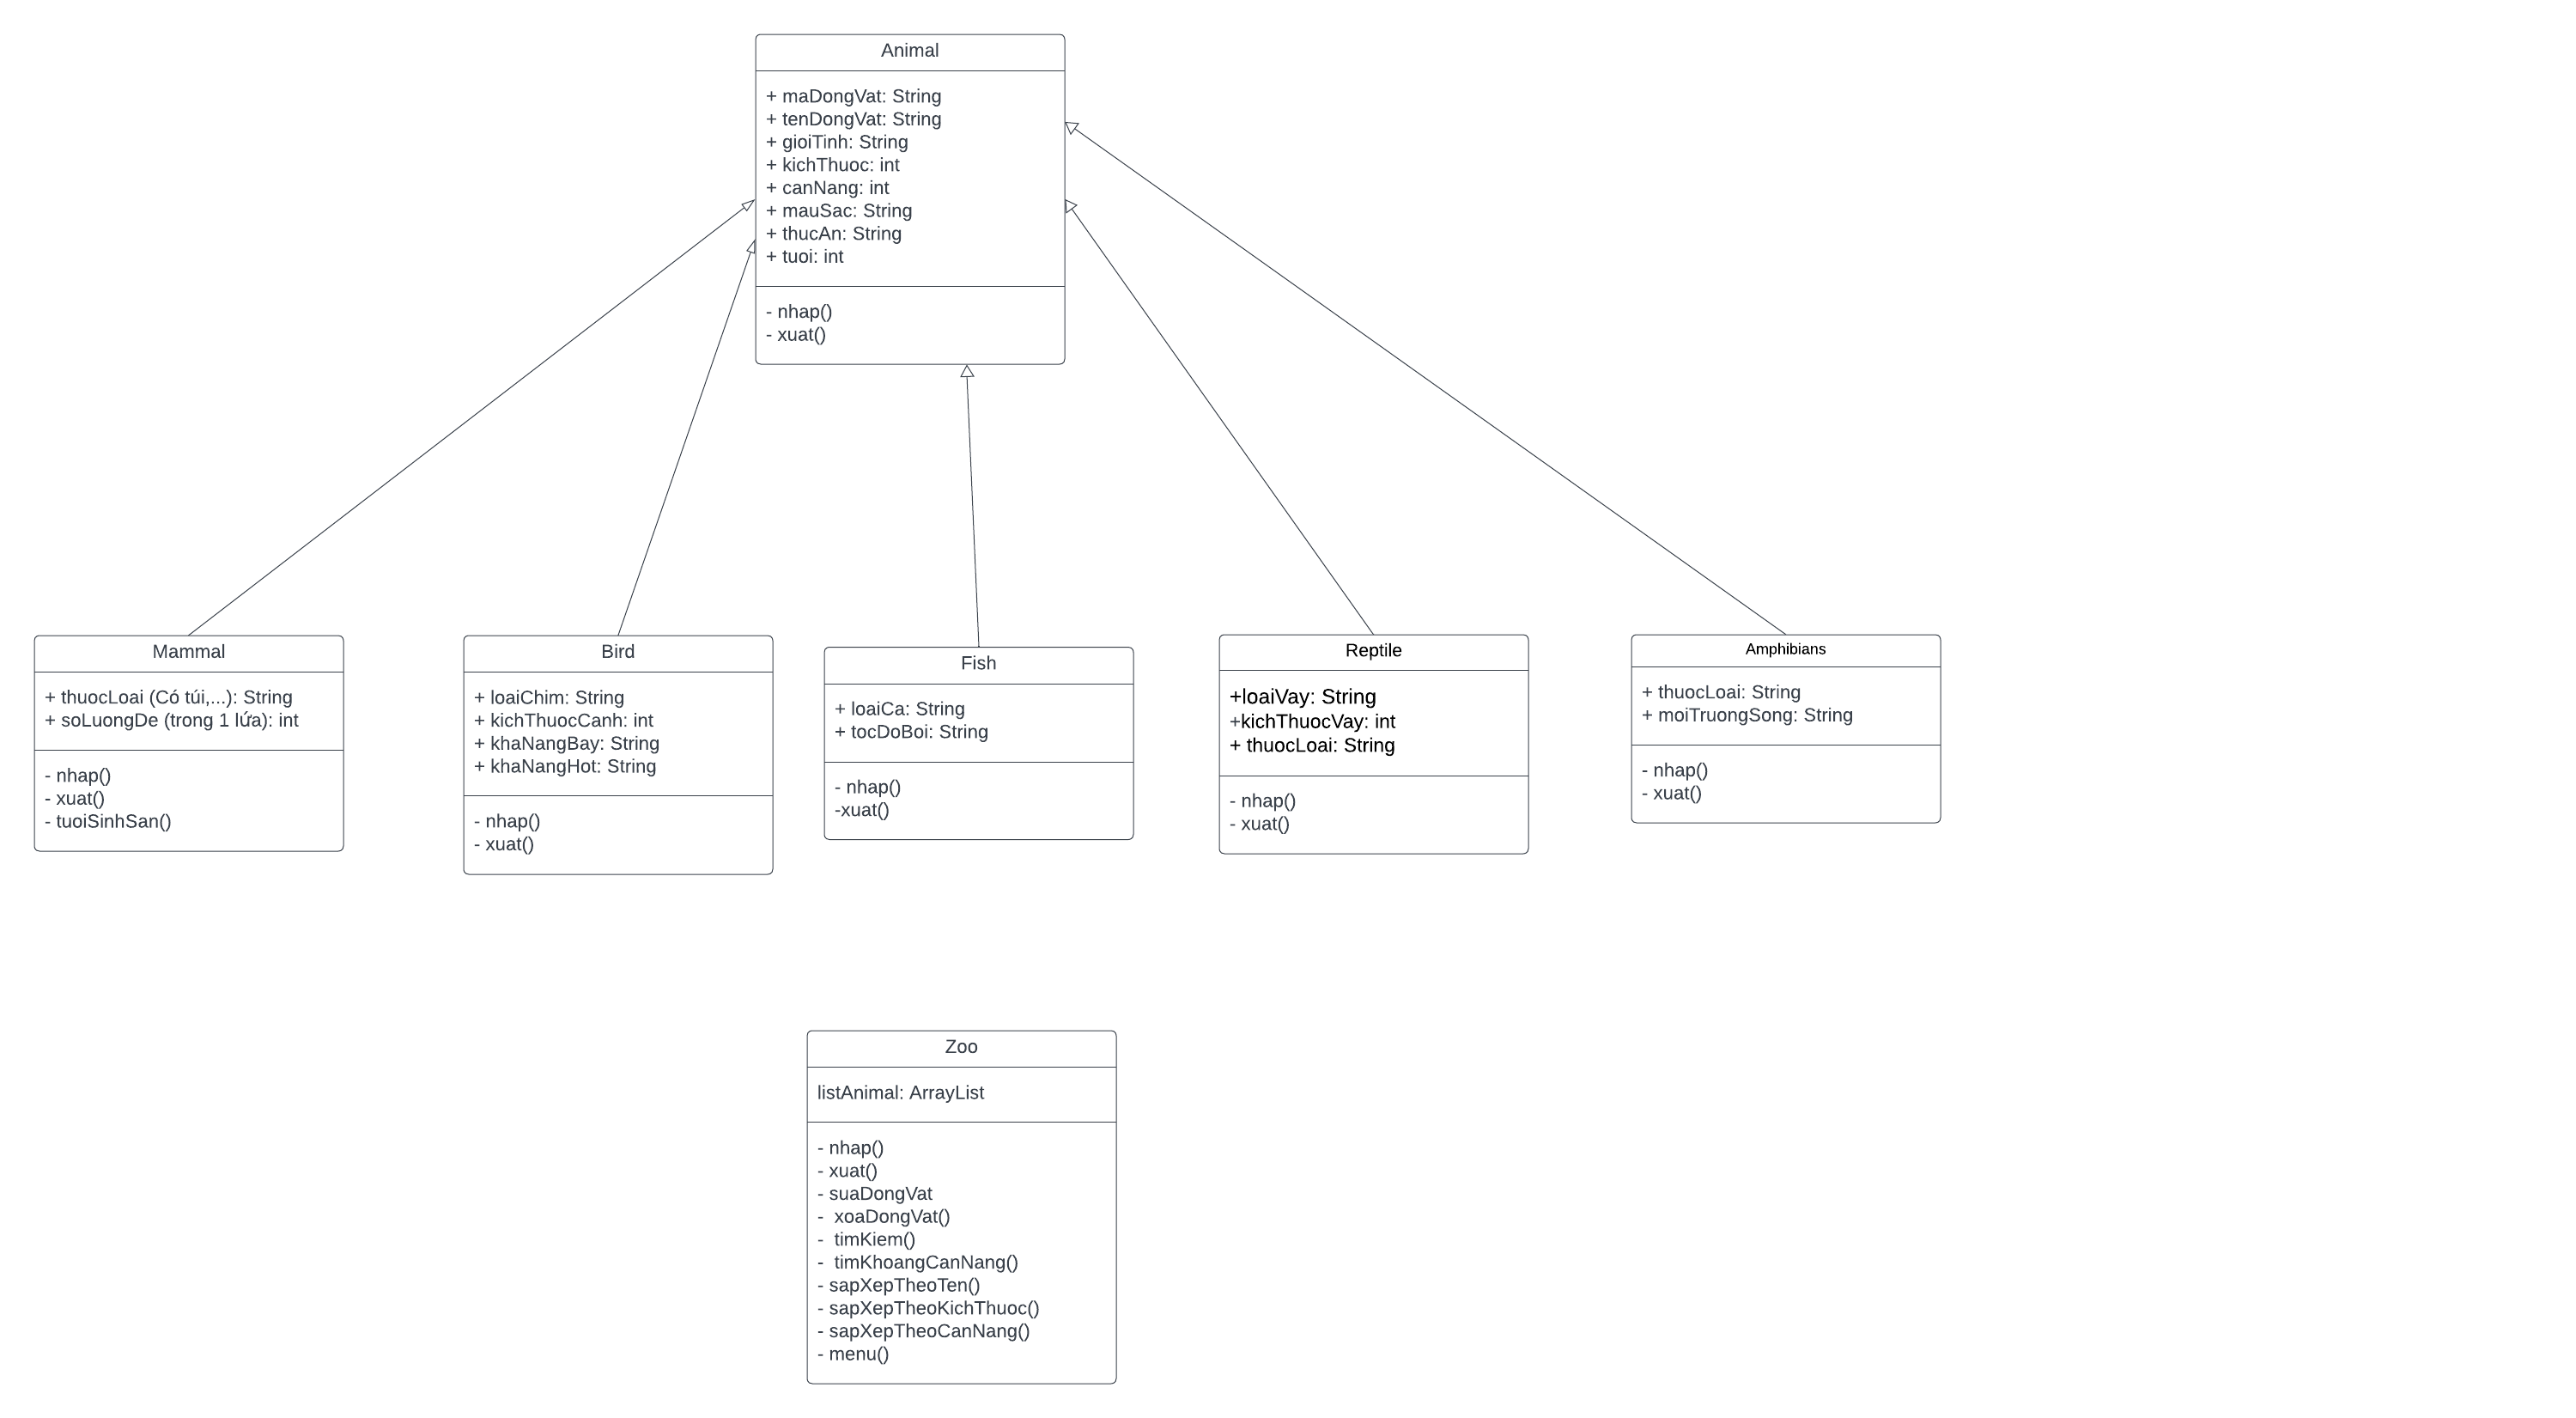 Animal
+ maDongVat: String
+ tenDongVat: String
+ gioiTinh: String
+ kichThuoc: int
+ canNang: int
+ mauSac: String
+ thucAn: String
+ tuoi: int
- nhap()
- xuat()
Mammal
+ thuocLoai (Có túi,...): String
+ soLuongDe (trong 1 lứa): int
- nhap()
- xuat()
- tuoiSinhSan()
Bird
+ loaiChim: String
+ kichThuocCanh: int
+ khaNangBay: String
+ khaNangHot: String
- nhap()
- xuat()
Fish
+ loaiCa: String
+ tocDoBoi: String
- nhap()
-xuat()
Reptile
+loaiVay: String
+kichThuocVay: int
+ thuocLoai: String
- nhap()
- xuat()
Amphibians
+ thuocLoai: String
+ moiTruongSong: String
- nhap()
- xuat()
Zoo
listAnimal: ArrayList
- nhap()
- xuat()
- suaDongVat
-  xoaDongVat()
-  timKiem()
-  timKhoangCanNang()
- sapXepTheoTen()
- sapXepTheoKichThuoc()
- sapXepTheoCanNang()
- menu()